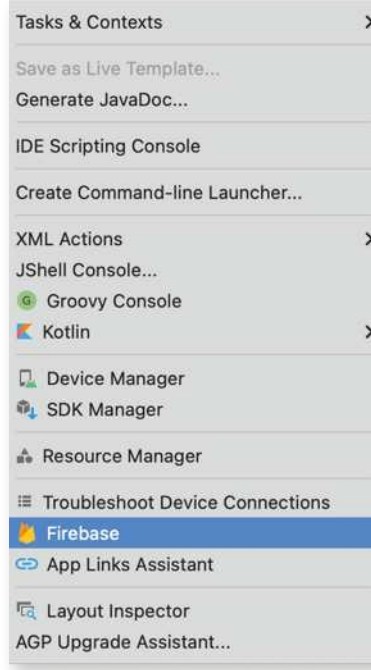 Tasks & Contexts
Save as Live Template...
Generate JavaDoc...
IDE Scripting Console
Create Command-line Launcher...
XML Actions
JShell Console...
G Groovy Console
Kotlin
Device Manager
SDK Manager
Resource Manager
Troubleshoot Device Connections
Firebase
App Links Assistant
Layout Inspector
AGP Upgrade Assistant...